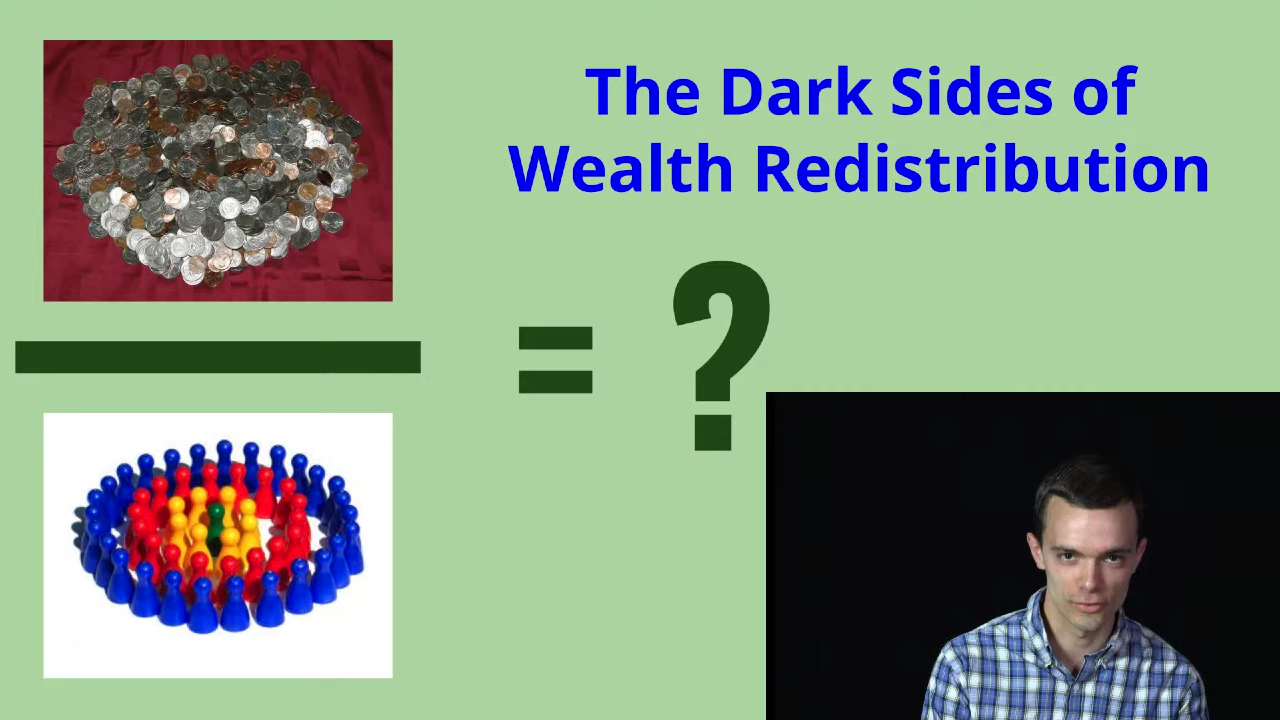 The Dark Sides of
Wealth Redistribution
= ?